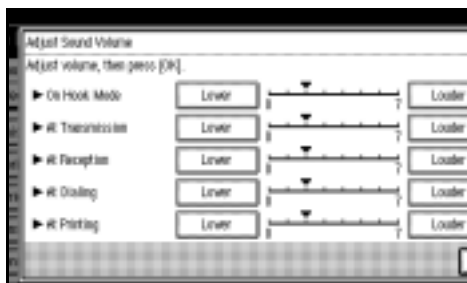 Adjust Sound Volume
Adjust volume, then press [OK].
► On Hook Mode Lower 0 7 Louder
► At Transmission Lower 0 7 Louder
► At Reception Lower 0 7 Louder
► At Dialing Lower 0 7 Louder
► At Printing Lower 0 7 Louder